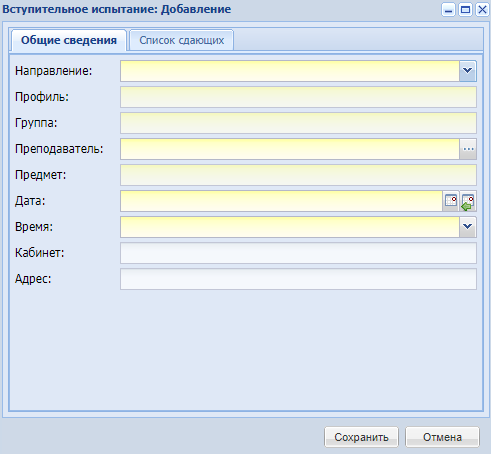 Вступительное испытание: Добавление
Общие сведения Список сдающих
Направление:
Профиль:
Группа:
Преподаватель:
Предмет:
Дата:
Время:
Кабинет:
Адрес:
Сохранить Отмена